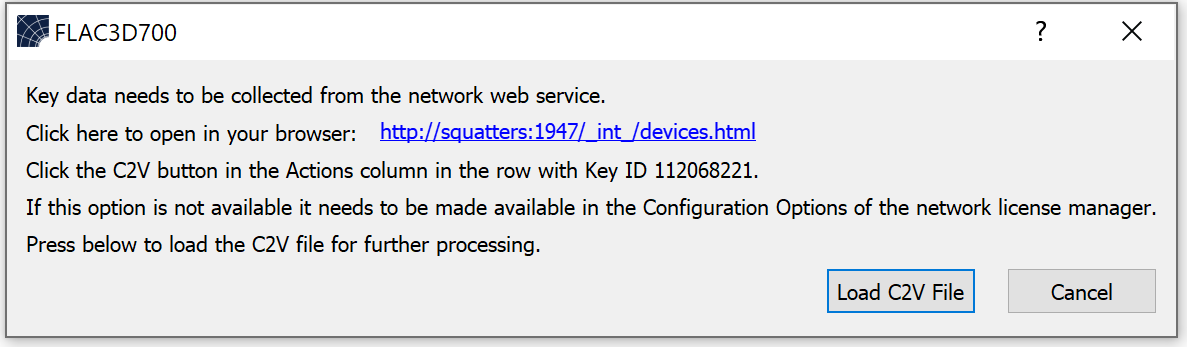 FLAC3D700
?
Key data needs to be collected from the network web service.
Click here to open in your browser: http://squatters:1947/_int_/devices.html
Click the C2V button in the Actions column in the row with Key ID 112068221.
If this option is not available it needs to be made available in the Configuration Options of the network license manager.
Press below to load the C2V file for further processing.
Load C2V File Cancel